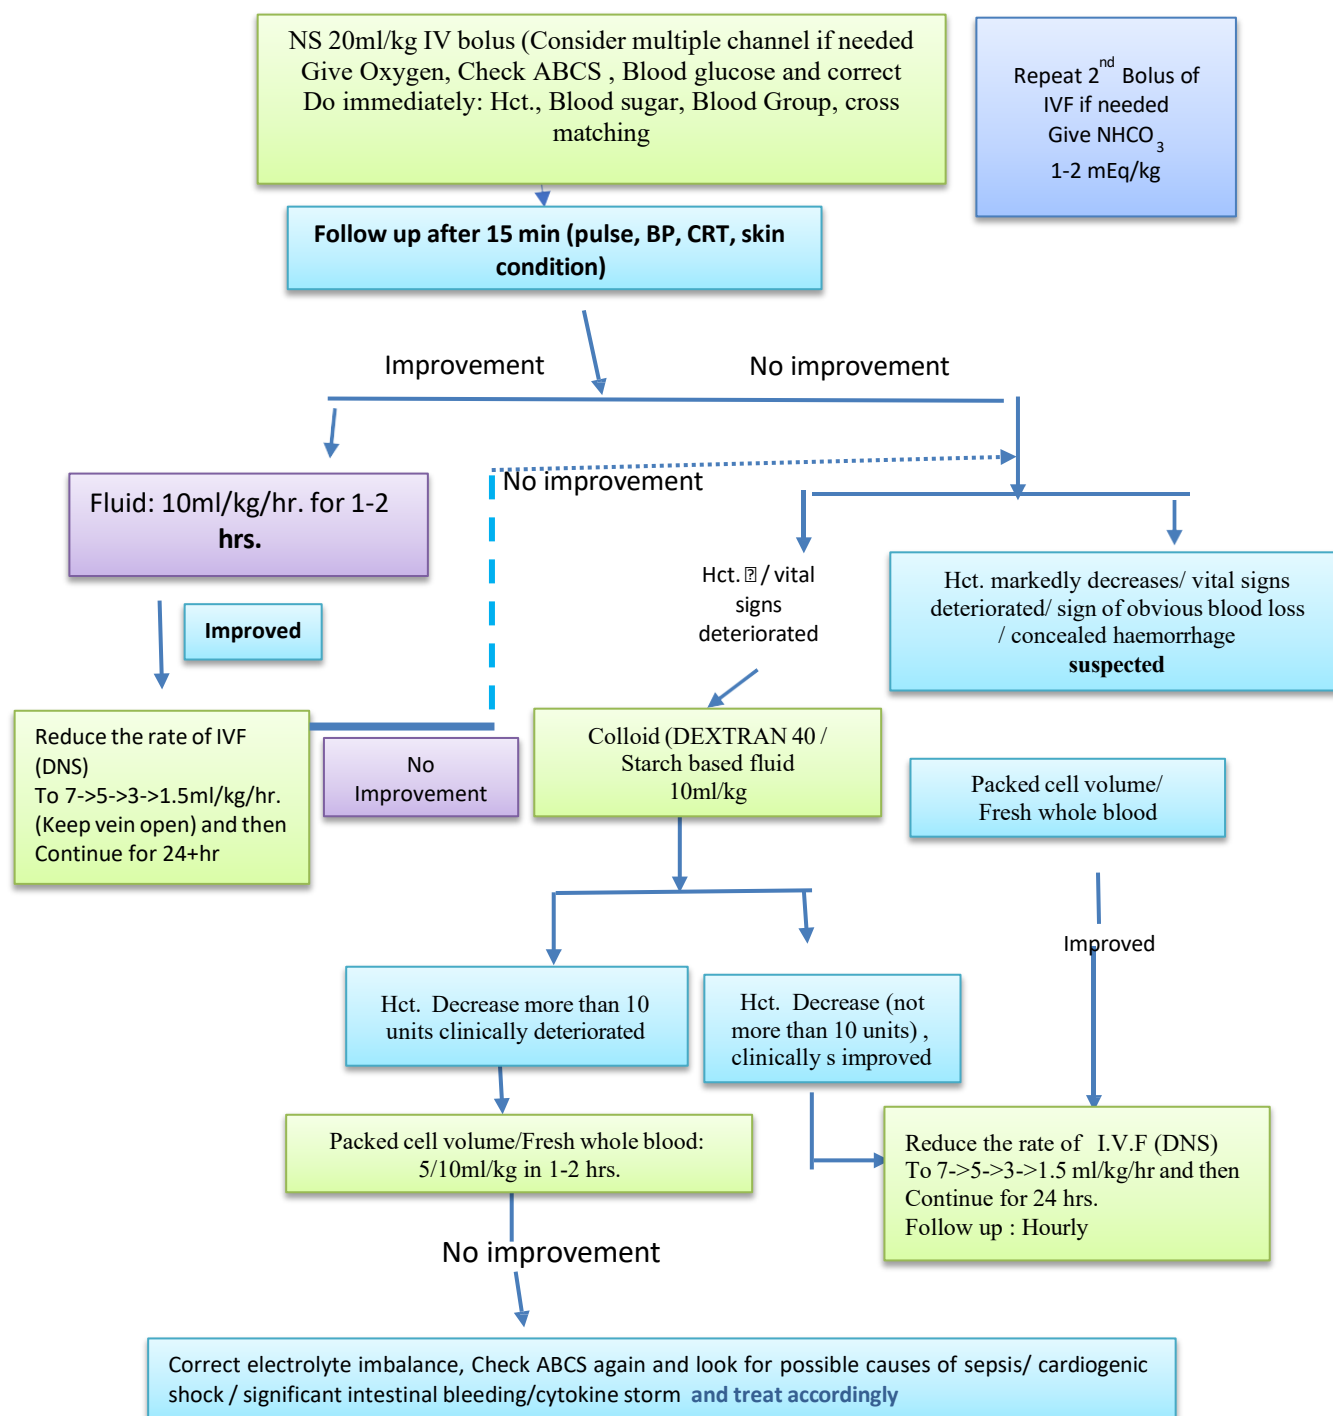 NS 20ml/kg IV bolus (Consider multiple channel if needed
Give Oxygen, Check ABCS , Blood glucose and correct
Do immediately: Hct., Blood sugar, Blood Group, cross
matching
Repeat 2nd Bolus of
IVF if needed
Give NHCO3
1-2 mEq/kg
Follow up after 15 min (pulse, BP, CRT, skin
condition)
Improvement
No improvement
No improvement
Fluid: 10ml/kg/hr. for 1-2
hrs.
Hct. / vital
signs
deteriorated
Hct. markedly decreases/ vital signs
deteriorated/ sign of obvious blood loss
/ concealed haemorrhage
suspected
Improved
Reduce the rate of IVF
(DNS)
To 7->5->3->1.5ml/kg/hr.
(Keep vein open) and then
Continue for 24+hr
No
Improvement
Colloid (DEXTRAN 40 /
Starch based fluid
10ml/kg
Packed cell volume/
Fresh whole blood
Improved
Hct. Decrease more than 10
units clinically deteriorated
Hct. Decrease (not
more than 10 units) ,
clinically s improved
Packed cell volume/Fresh whole blood:
5/10ml/kg in 1-2 hrs.
Reduce the rate of I.V.F (DNS)
To 7->5->3->1.5 ml/kg/hr and then
Continue for 24 hrs.
Follow up : Hourly
No improvement
Correct electrolyte imbalance, Check ABCS again and look for possible causes of sepsis/ cardiogenic
shock / significant intestinal bleeding/cytokine storm and treat accordingly